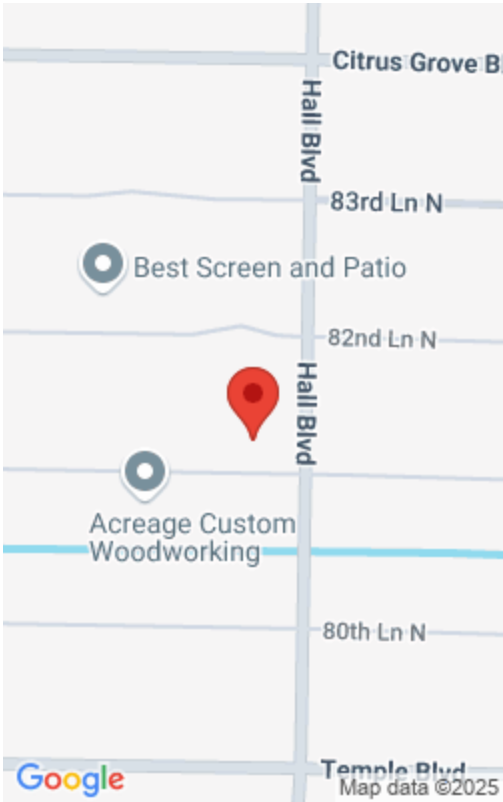 Citrus Grove B
Hall Blvd
83rd Ln N
Best Screen and Patio
82nd Ln N
Hall Blvd
Acreage Custom
Woodworking
80th Ln N
Temple Blvd
Google
Map data ©2025